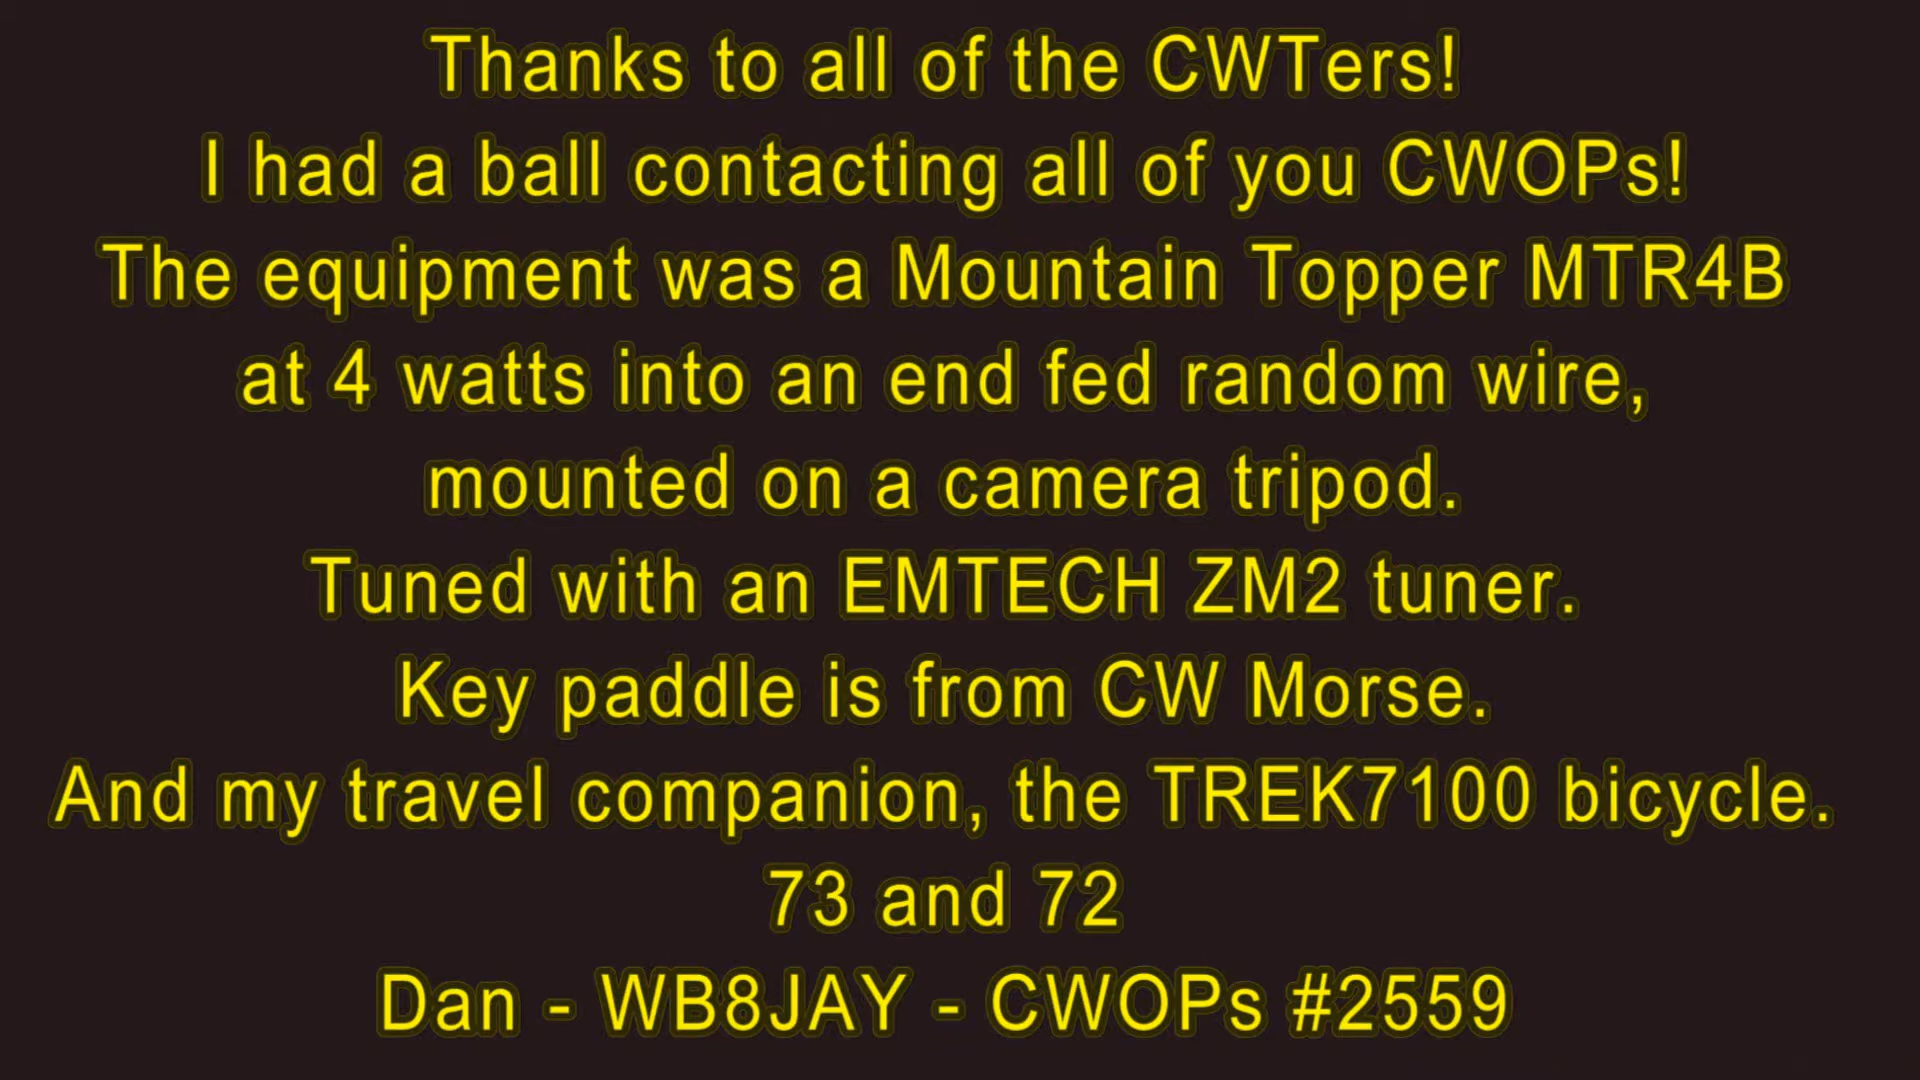 Thanks to all of the CWTers!
I had a ball contacting all of you CWOPs!
The equipment was a Mountain Topper MTR4B
at 4 watts into an end fed random wire,
mounted on a camera tripod.
Tuned with an EMTECH ZM2 tuner.
Key paddle is from CW Morse.
And my travel companion, the TREK7100 bicycle.
73 and 72
Dan - WB8JAY - CWOPs #2559